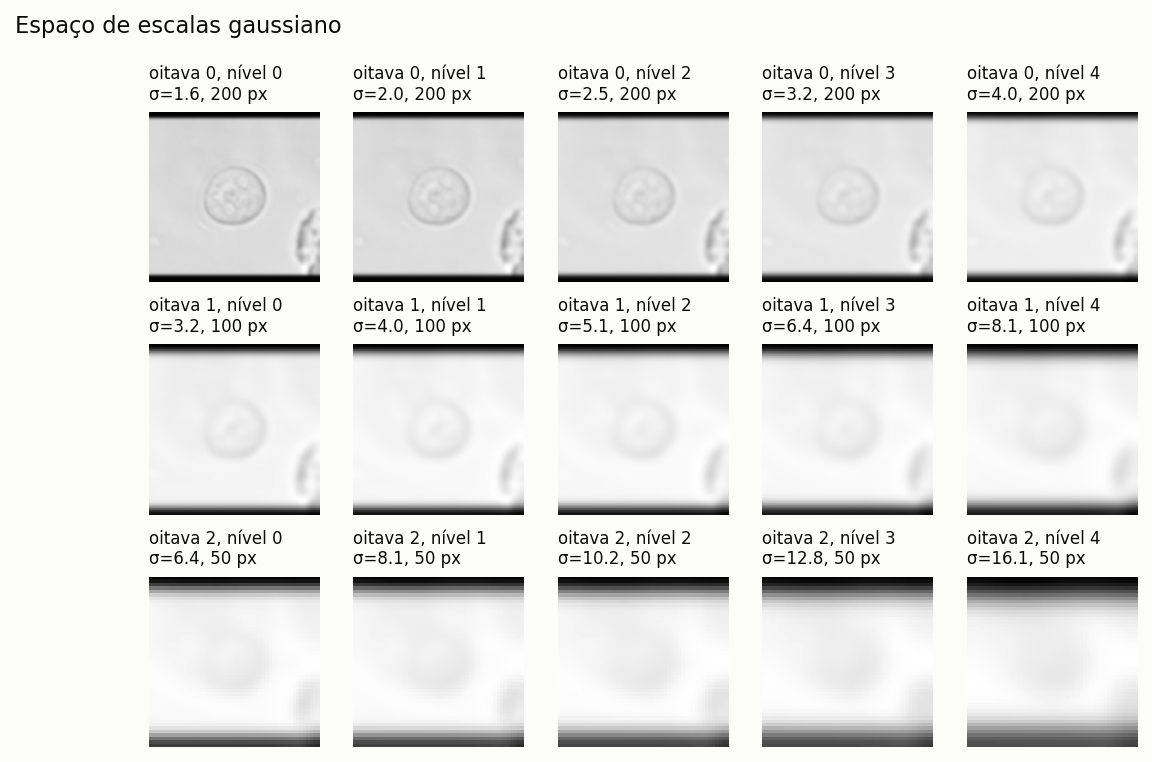 Espaço de escalas gaussiano
oitava 0, nível 0
σ=1.6, 200 px
oitava 0, nível 1
σ=2.0, 200 px
oitava 0, nível 2
σ=2.5, 200 px
oitava 0, nível 3
σ=3.2, 200 px
oitava 0, nível 4
σ=4.0, 200 px
oitava 1, nível 0
σ=3.2, 100 px
oitava 1, nível 1
σ=4.0, 100 px
oitava 1, nível 2
σ=5.1, 100 px
oitava 1, nível 3
σ=6.4, 100 px
oitava 1, nível 4
σ=8.1, 100 px
oitava 2, nível 0
σ=6.4, 50 px
oitava 2, nível 1
σ=8.1, 50 px
oitava 2, nível 2
σ=10.2, 50 px
oitava 2, nível 3
σ=12.8, 50 px
oitava 2, nível 4
σ=16.1, 50 px